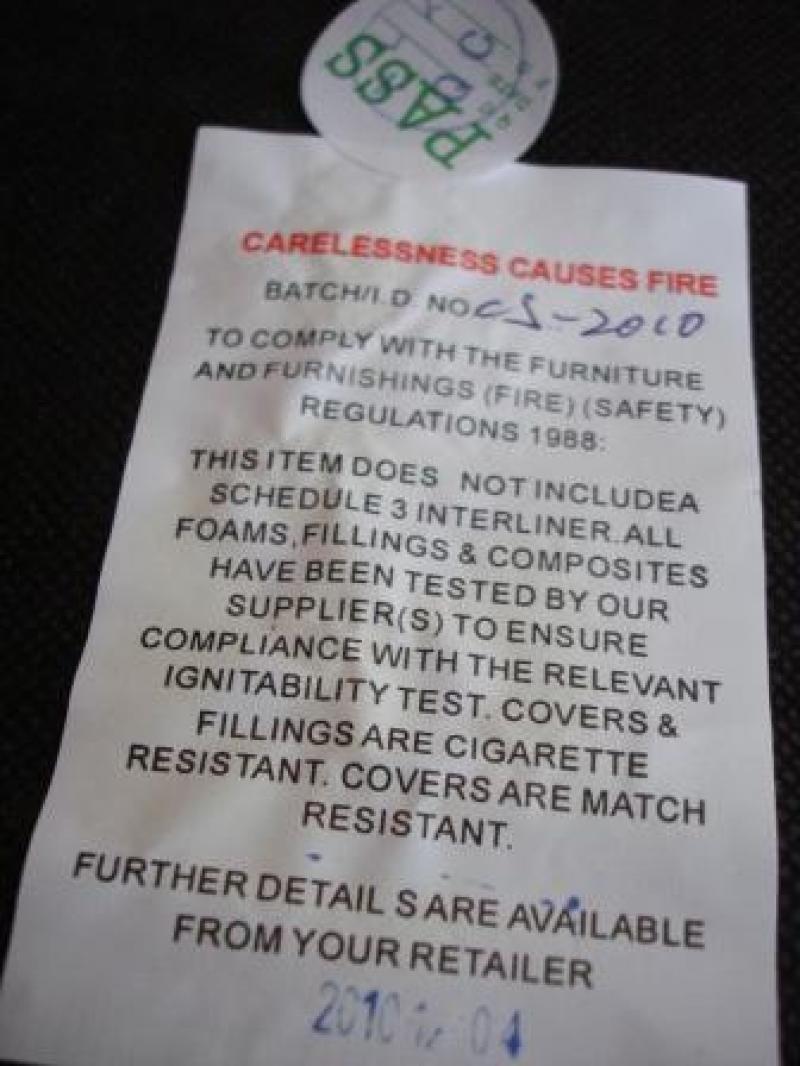 PASS
CARELESSNESS CAUSES FIRE
BATCH/I.D. NO CS-2010
TO COMPLY WITH THE FURNITURE
AND FURNISHINGS (FIRE) (SAFETY)
REGULATIONS 1988:
THIS ITEM DOES NOT INCLUDEA
SCHEDULE 3 INTERLINER. ALL
FOAMS, FILLINGS & COMPOSITES
HAVE BEEN TESTED BY OUR
SUPPLIER(S) TO ENSURE
COMPLIANCE WITH THE RELEVANT
IGNITABILITY TEST. COVERS &
FILLINGS ARE CIGARETTE
RESISTANT. COVERS ARE MATCH
RESISTANT.
FURTHER DETAIL S ARE AVAILABLE
FROM YOUR RETAILER
2010 04